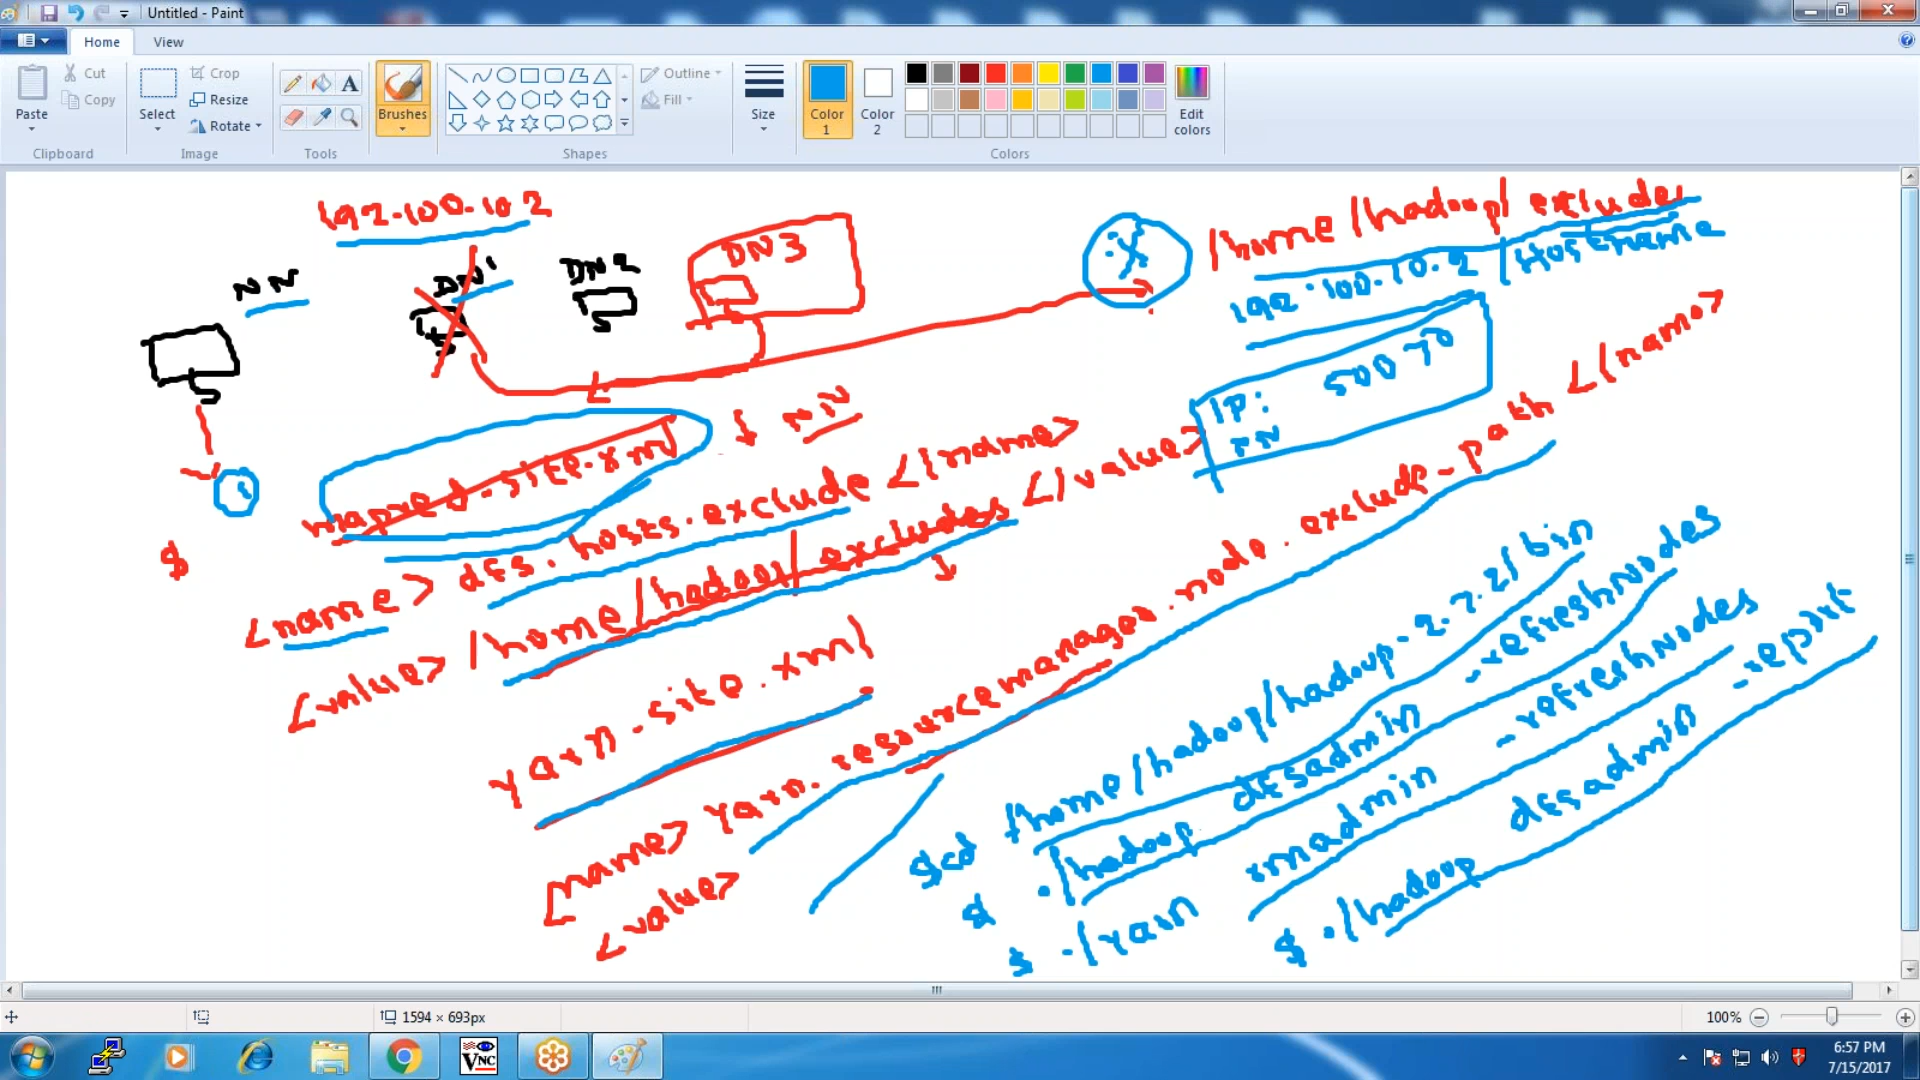 Untitled - Paint
Home
View
Paste
Cut
Copy
Clipboard
Select
Crop
Resize
Rotate
Image
Tools
Brushes
Shapes
Outline
Fill
Size
Color 1
Color 2
Edit colors
Colors
192.100.102
NN
DN1
DN2
DN3
X
/home/hadoop/excludes
192.100.10.2 / Hostname
IP: 50070
NN
$
mapred-site.xml
<name> dfs.hosts.exclude </name>
<value> /home/hadoop/excludes </value>
yarn-site.xml
<name> yarn.resourcemanager.node.exclude-path </name>
<value>
$cd /home/hadoop/hadoop-2.7.2/bin
$ ./hadoop dfsadmin -refreshNodes
$ ./yarn rmadmin -refreshNodes
$ ./hadoop dfsadmin -report
1594 × 693px
100%
VNC
6:57 PM
7/15/2017